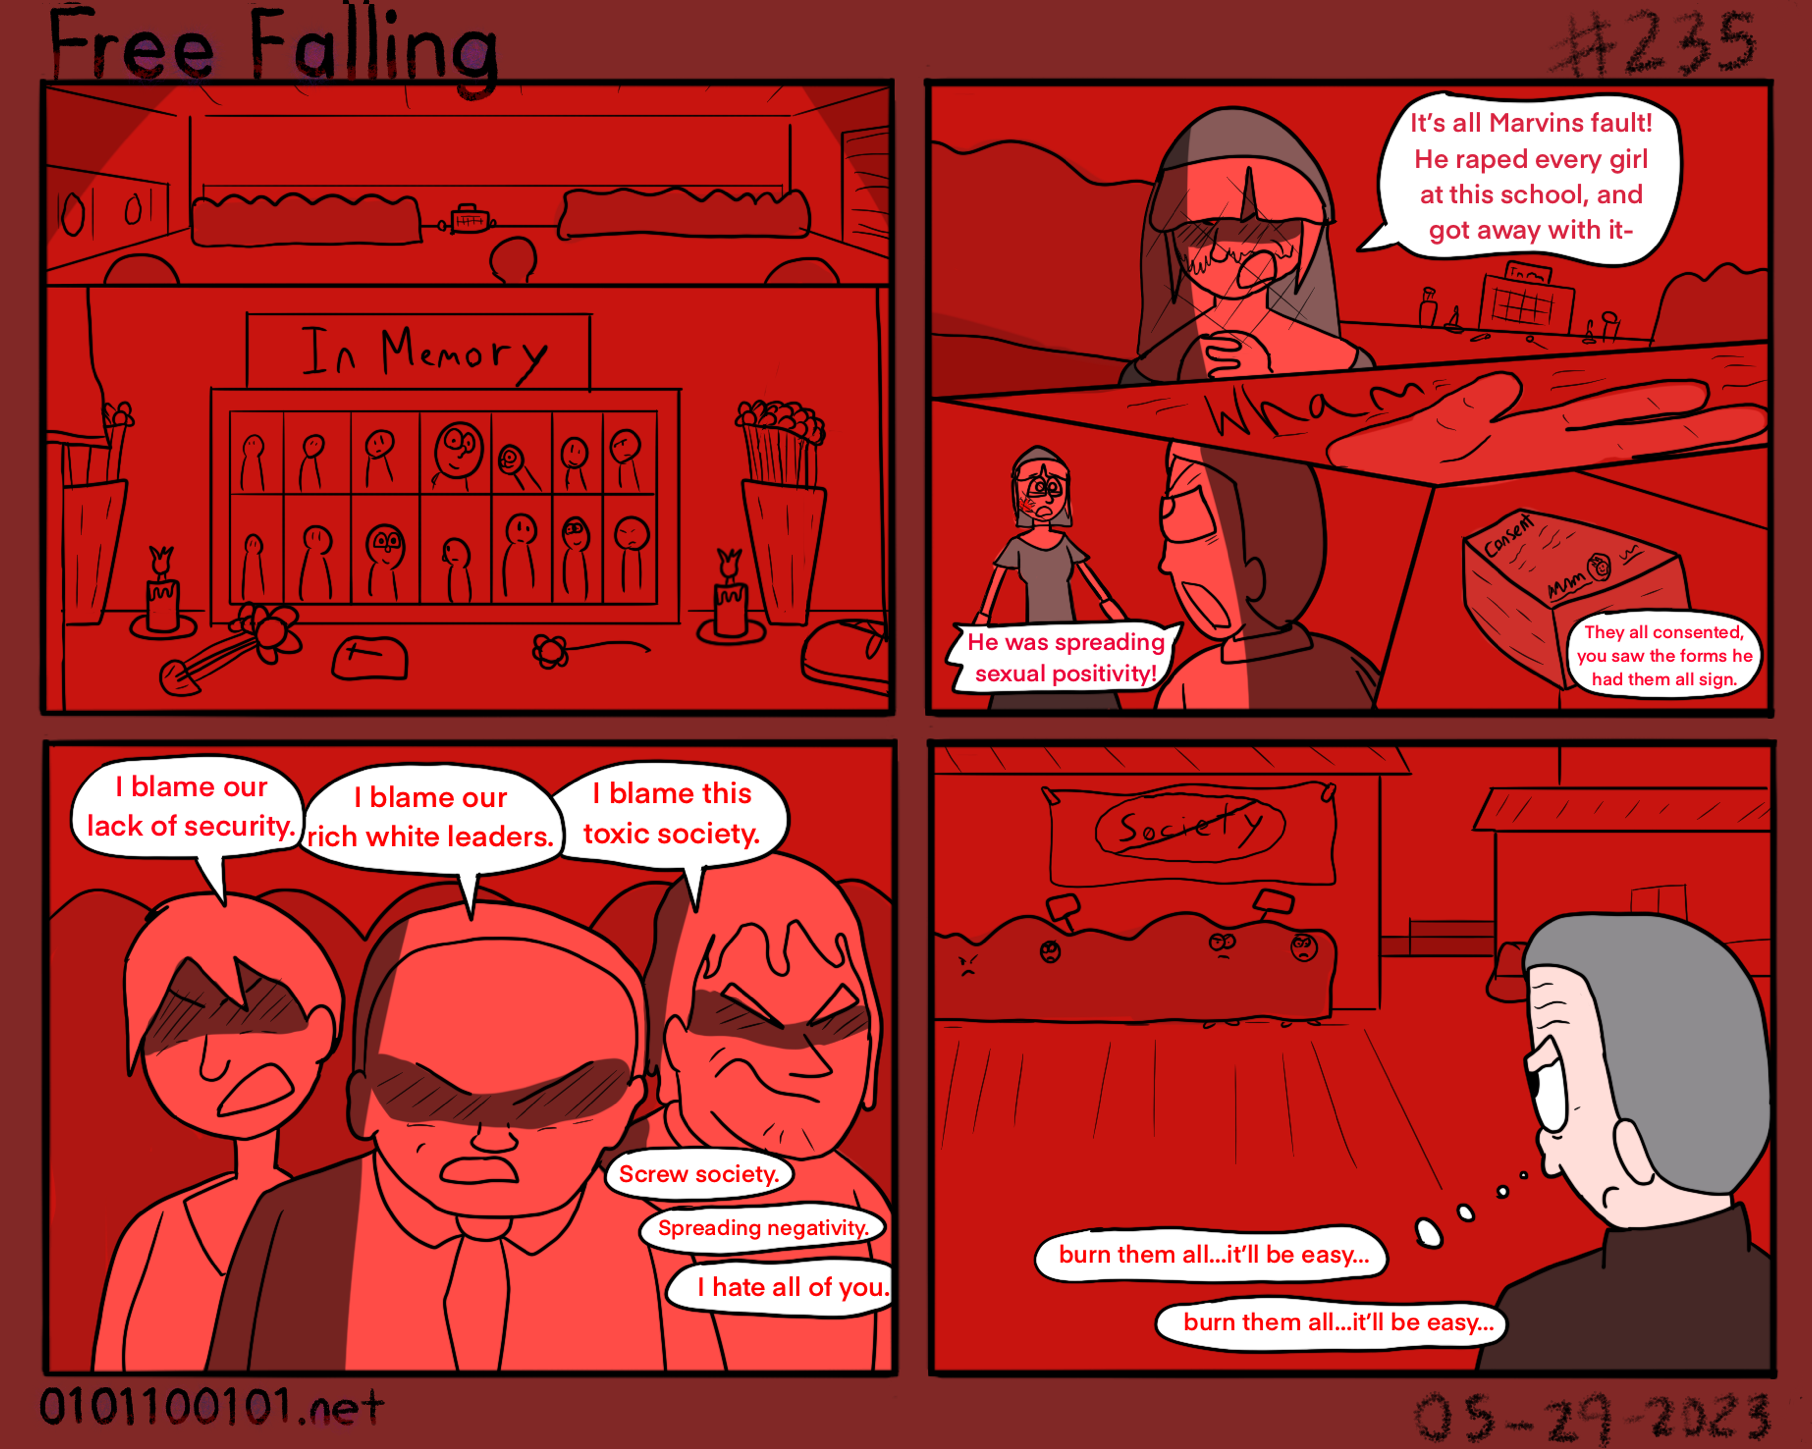 Free Falling
#235
In Memory
It's all Marvins fault!
He raped every girl
at this school, and
got away with it-
In
Wham
He was spreading
sexual positivity!
Consent
They all consented,
you saw the forms he
had them all sign.
I blame our
lack of security.
I blame our
rich white leaders.
I blame this
toxic society.
Screw society.
Spreading negativity.
I hate all of you.
Society
burn them all...it'll be easy...
burn them all...it'll be easy...
0101100101.net
05-29-2023